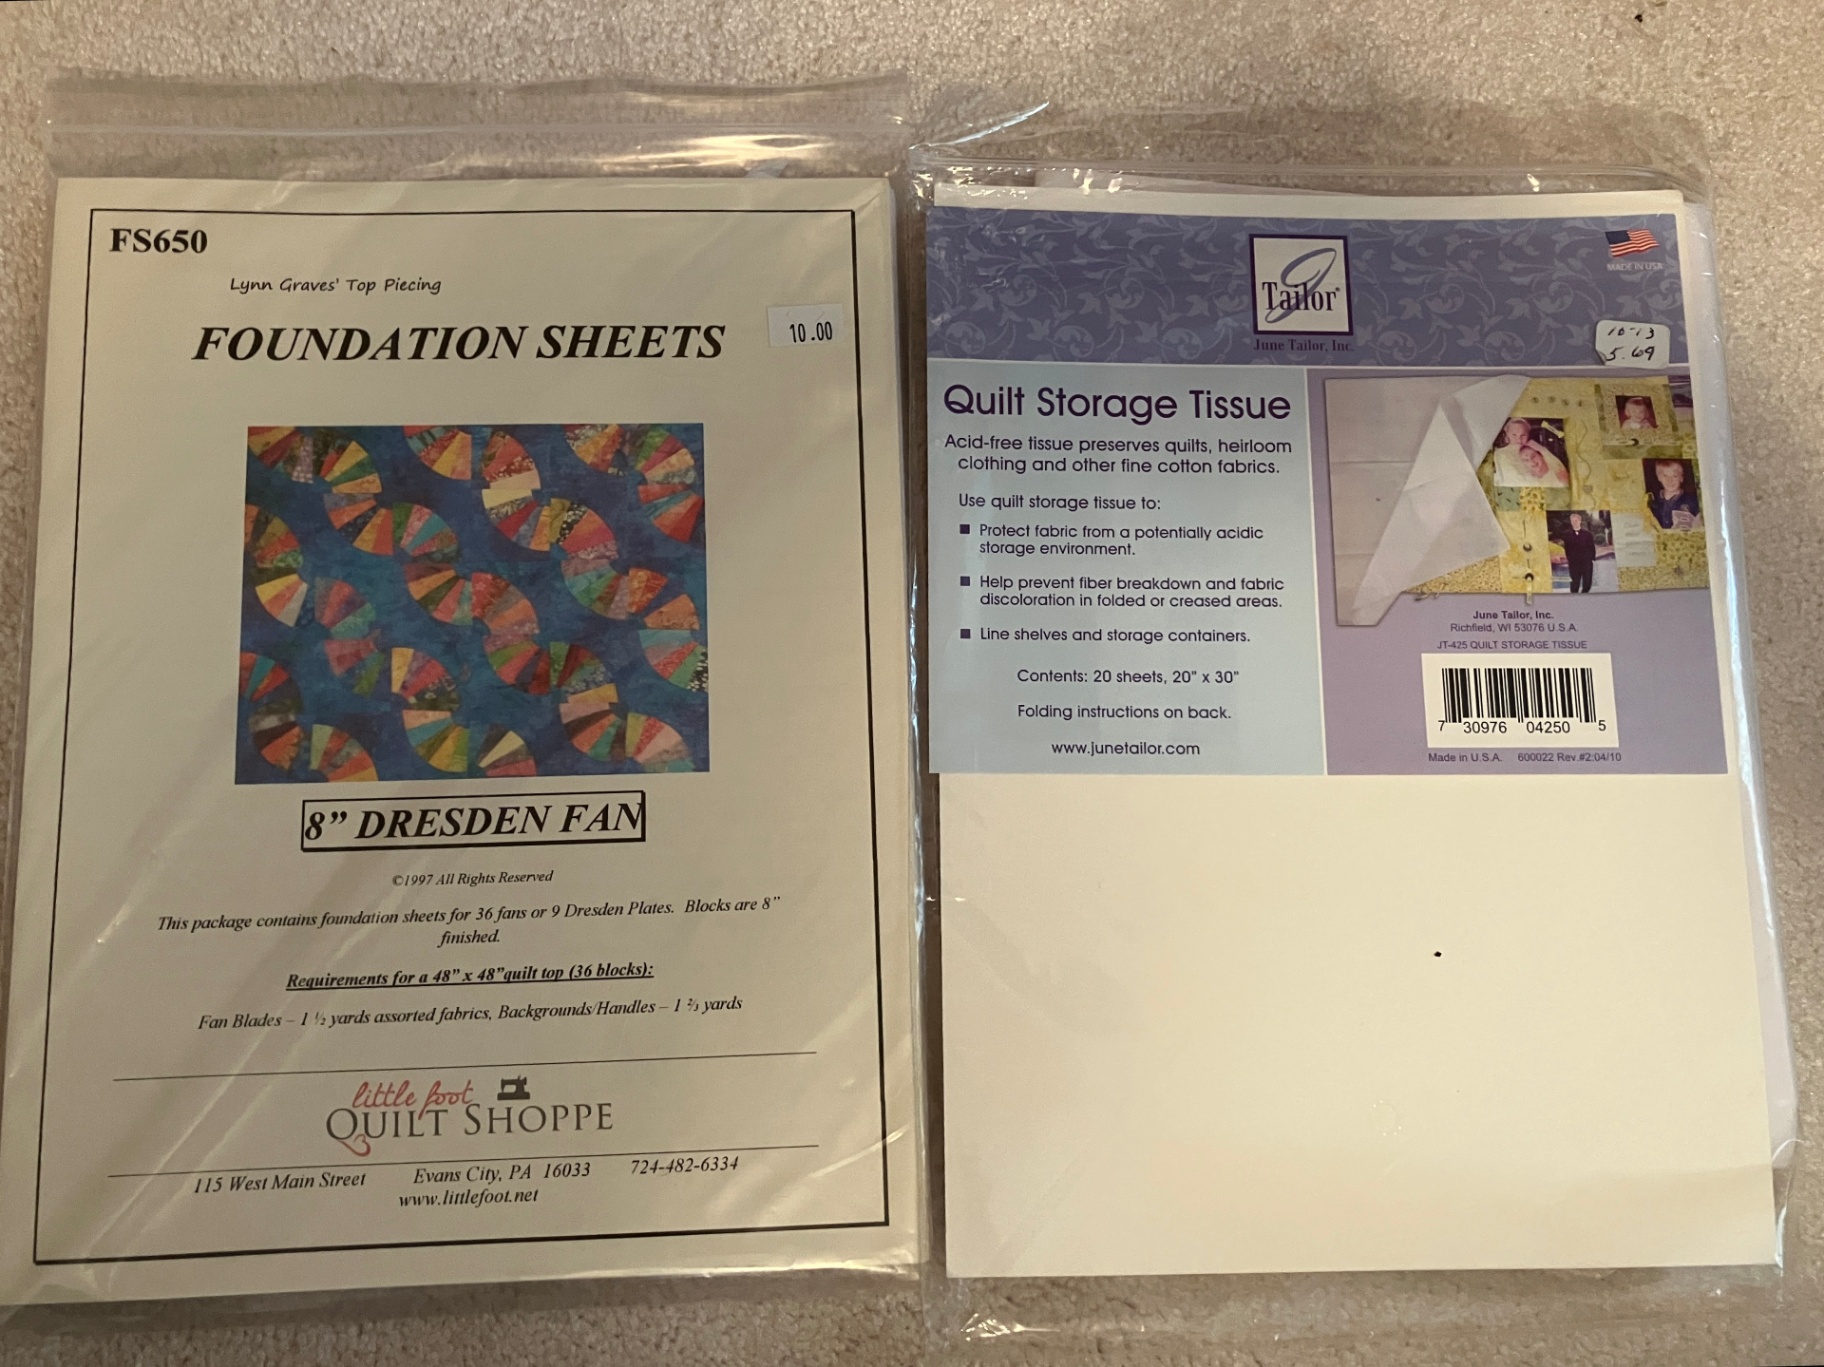 FS650
Lynn Graves' Top Piecing
10.00
FOUNDATION SHEETS
8” DRESDEN FAN
©1997 All Rights Reserved
This package contains foundation sheets for 36 fans or 9 Dresden Plates. Blocks are 8”
finished.
Requirements for a 48” x 48”quilt top (36 blocks):
Fan Blades – 1 ½ yards assorted fabrics, Backgrounds/Handles – 1 ⅔ yards
little foot
QUILT SHOPPE
115 West Main Street Evans City, PA 16033 724-482-6334
www.littlefoot.net
MADE IN USA
J
Tailor®
June Tailor, Inc.
10-13
5.69
Quilt Storage Tissue
Acid-free tissue preserves quilts, heirloom
clothing and other fine cotton fabrics.
Use quilt storage tissue to:
■ Protect fabric from a potentially acidic
storage environment.
■ Help prevent fiber breakdown and fabric
discoloration in folded or creased areas.
■ Line shelves and storage containers.
Contents: 20 sheets, 20" x 30"
Folding instructions on back.
www.junetailor.com
June Tailor, Inc.
Richfield, WI 53076 U.S.A.
JT-425 QUILT STORAGE TISSUE
7 30976 04250 5
Made in U.S.A. 600022 Rev.#2:04/10